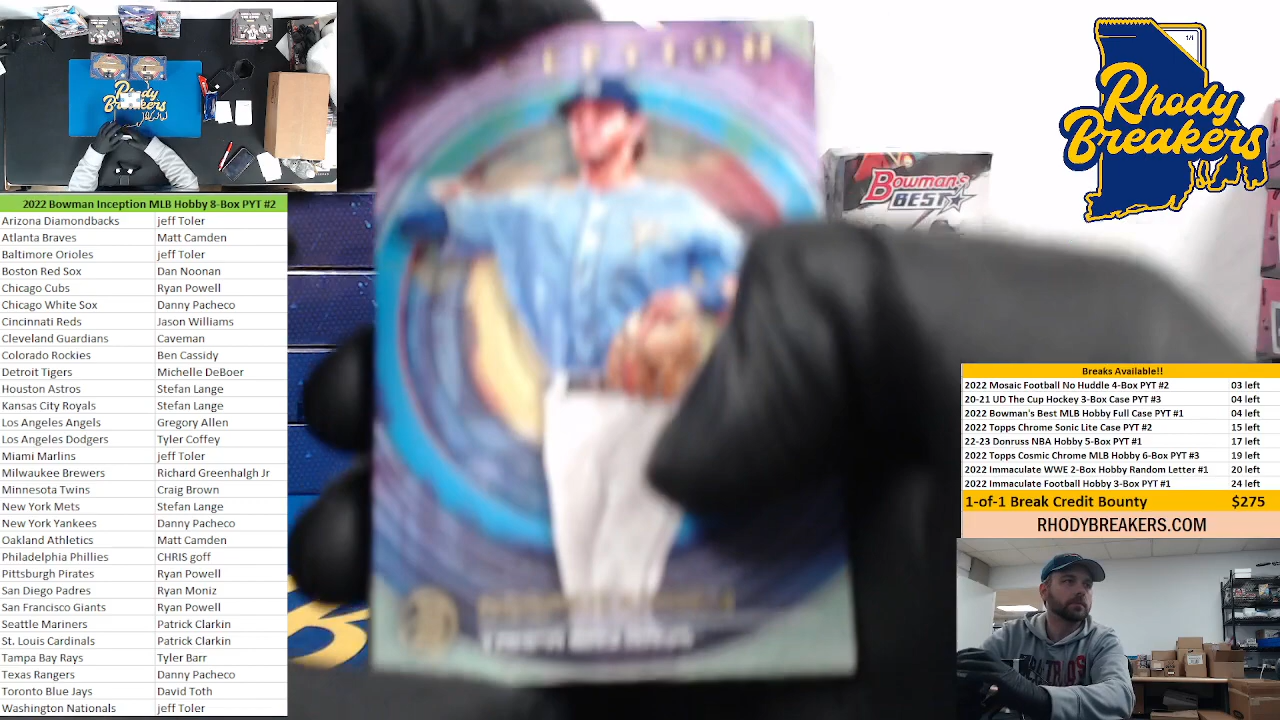 Rhody
Breakers
2022 Bowman Inception MLB Hobby 8-Box PYT #2
Arizona Diamondbacks jeff Toler
Atlanta Braves Matt Camden
Baltimore Orioles jeff Toler
Boston Red Sox Dan Noonan
Chicago Cubs Ryan Powell
Chicago White Sox Danny Pacheco
Cincinnati Reds Jason Williams
Cleveland Guardians Caveman
Colorado Rockies Ben Cassidy
Detroit Tigers Michelle DeBoer
Houston Astros Stefan Lange
Kansas City Royals Stefan Lange
Los Angeles Angels Gregory Allen
Los Angeles Dodgers Tyler Coffey
Miami Marlins jeff Toler
Milwaukee Brewers Richard Greenhalgh Jr
Minnesota Twins Craig Brown
New York Mets Stefan Lange
New York Yankees Danny Pacheco
Oakland Athletics Matt Camden
Philadelphia Phillies CHRIS goff
Pittsburgh Pirates Ryan Powell
San Diego Padres Ryan Moniz
San Francisco Giants Ryan Powell
Seattle Mariners Patrick Clarkin
St. Louis Cardinals Patrick Clarkin
Tampa Bay Rays Tyler Barr
Texas Rangers Danny Pacheco
Toronto Blue Jays David Toth
Washington Nationals jeff Toler
Bowman's
BEST
1/1
Rhody
Breakers
Breaks Available!!
2022 Mosaic Football No Huddle 4-Box PYT #2 03 left
20-21 UD The Cup Hockey 3-Box Case PYT #3 04 left
2022 Bowman's Best MLB Hobby Full Case PYT #1 04 left
2022 Topps Chrome Sonic Lite Case PYT #2 15 left
22-23 Donruss NBA Hobby 5-Box PYT #1 17 left
2022 Topps Cosmic Chrome MLB Hobby 6-Box PYT #3 19 left
2022 Immaculate WWE 2-Box Hobby Random Letter #1 20 left
2022 Immaculate Football Hobby 3-Box PYT #1 24 left
1-of-1 Break Credit Bounty $275
RHODYBREAKERS.COM